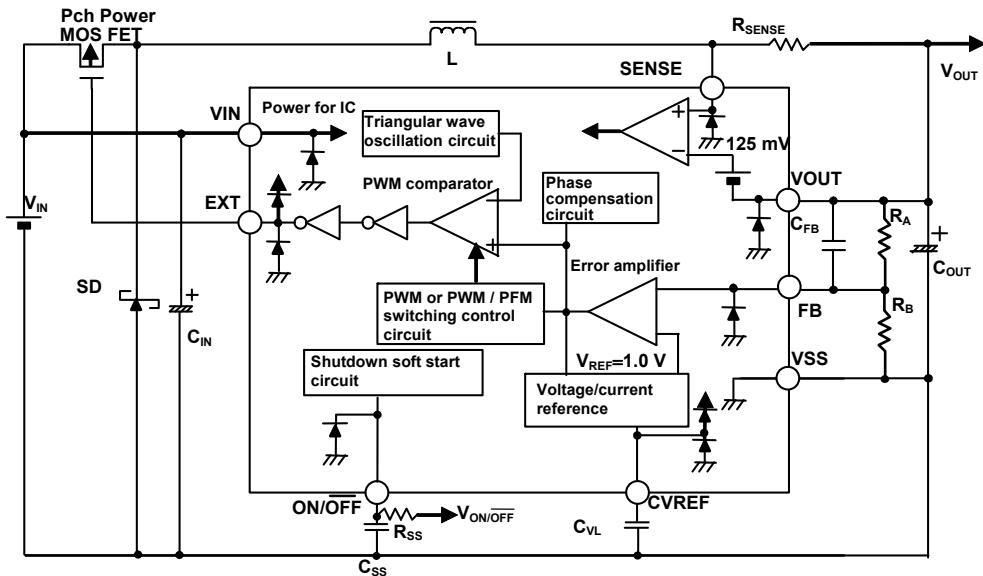 Pch Power
MOS FET
L
RSENSE
VOUT
SENSE
VIN
Power for IC
Triangular wave
oscillation circuit
+
−
125 mV
VOUT
PWM comparator
Phase
compensation
circuit
EXT
VIN
+
CFB
RA
+
COUT
Error amplifier
SD
+
CIN
PWM or PWM / PFM
switching control
circuit
FB
RB
Shutdown soft start
circuit
VREF=1.0 V
VSS
Voltage/current
reference
ON/OFF
VON/OFF
RSS
CSS
CVREF
CVL